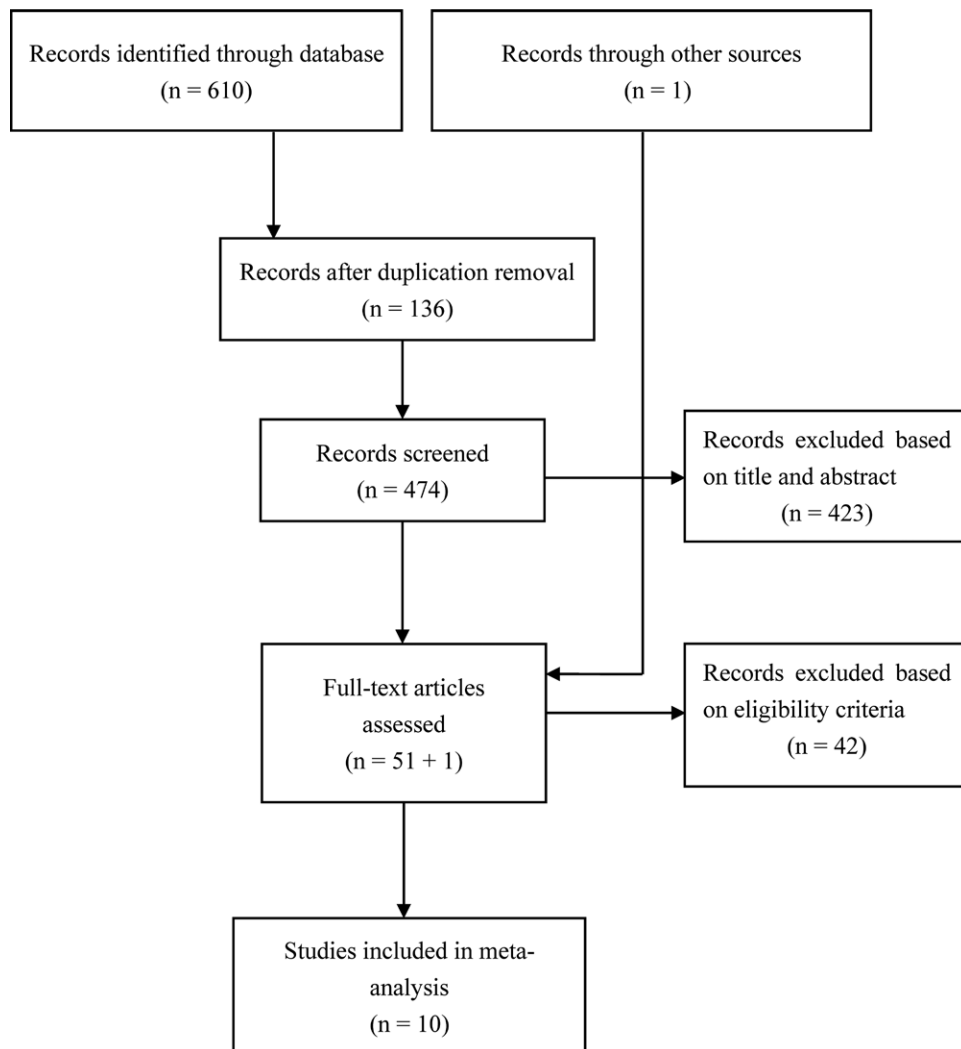 Records identified through database
(n = 610)
Records through other sources
(n = 1)
Records after duplication removal
(n = 136)
Records screened
(n = 474)
Records excluded based
on title and abstract
(n = 423)
Full-text articles
assessed
(n = 51 + 1)
Records excluded based
on eligibility criteria
(n = 42)
Studies included in meta-
analysis
(n = 10)